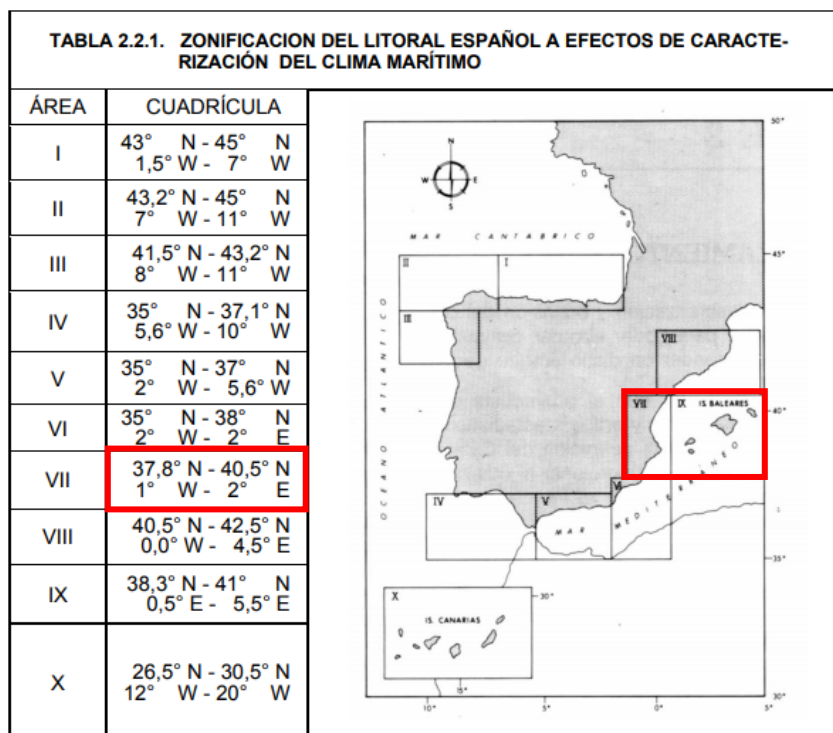 TABLA 2.2.1. ZONIFICACION DEL LITORAL ESPAÑOL A EFECTOS DE CARACTE-
RIZACIÓN DEL CLIMA MARÍTIMO
ÁREA CUADRÍCULA
I 43° N - 45° N
1,5° W - 7° W
II 43,2° N - 45° N
7° W - 11° W
III 41,5° N - 43,2° N
8° W - 11° W
IV 35° N - 37,1° N
5,6° W - 10° W
V 35° N - 37° N
2° W - 5,6° W
VI 35° N - 38° N
2° W - 2° E
VII 37,8° N - 40,5° N
1° W - 2° E
VIII 40,5° N - 42,5° N
0,0° W - 4,5° E
IX 38,3° N - 41° N
0,5° E - 5,5° E
X 26,5° N - 30,5° N
12° W - 20° W
50°
N
W E
S
MAR CANTABRICO
45°
II I
III
OCEANO ATLANTICO
VIII
VII IX IS. BALEARES
40°
VI
IV V
MAR MEDITERRANEO
35°
X
30°
IS. CANARIAS
15°
30°
10° 5° 0° 5°